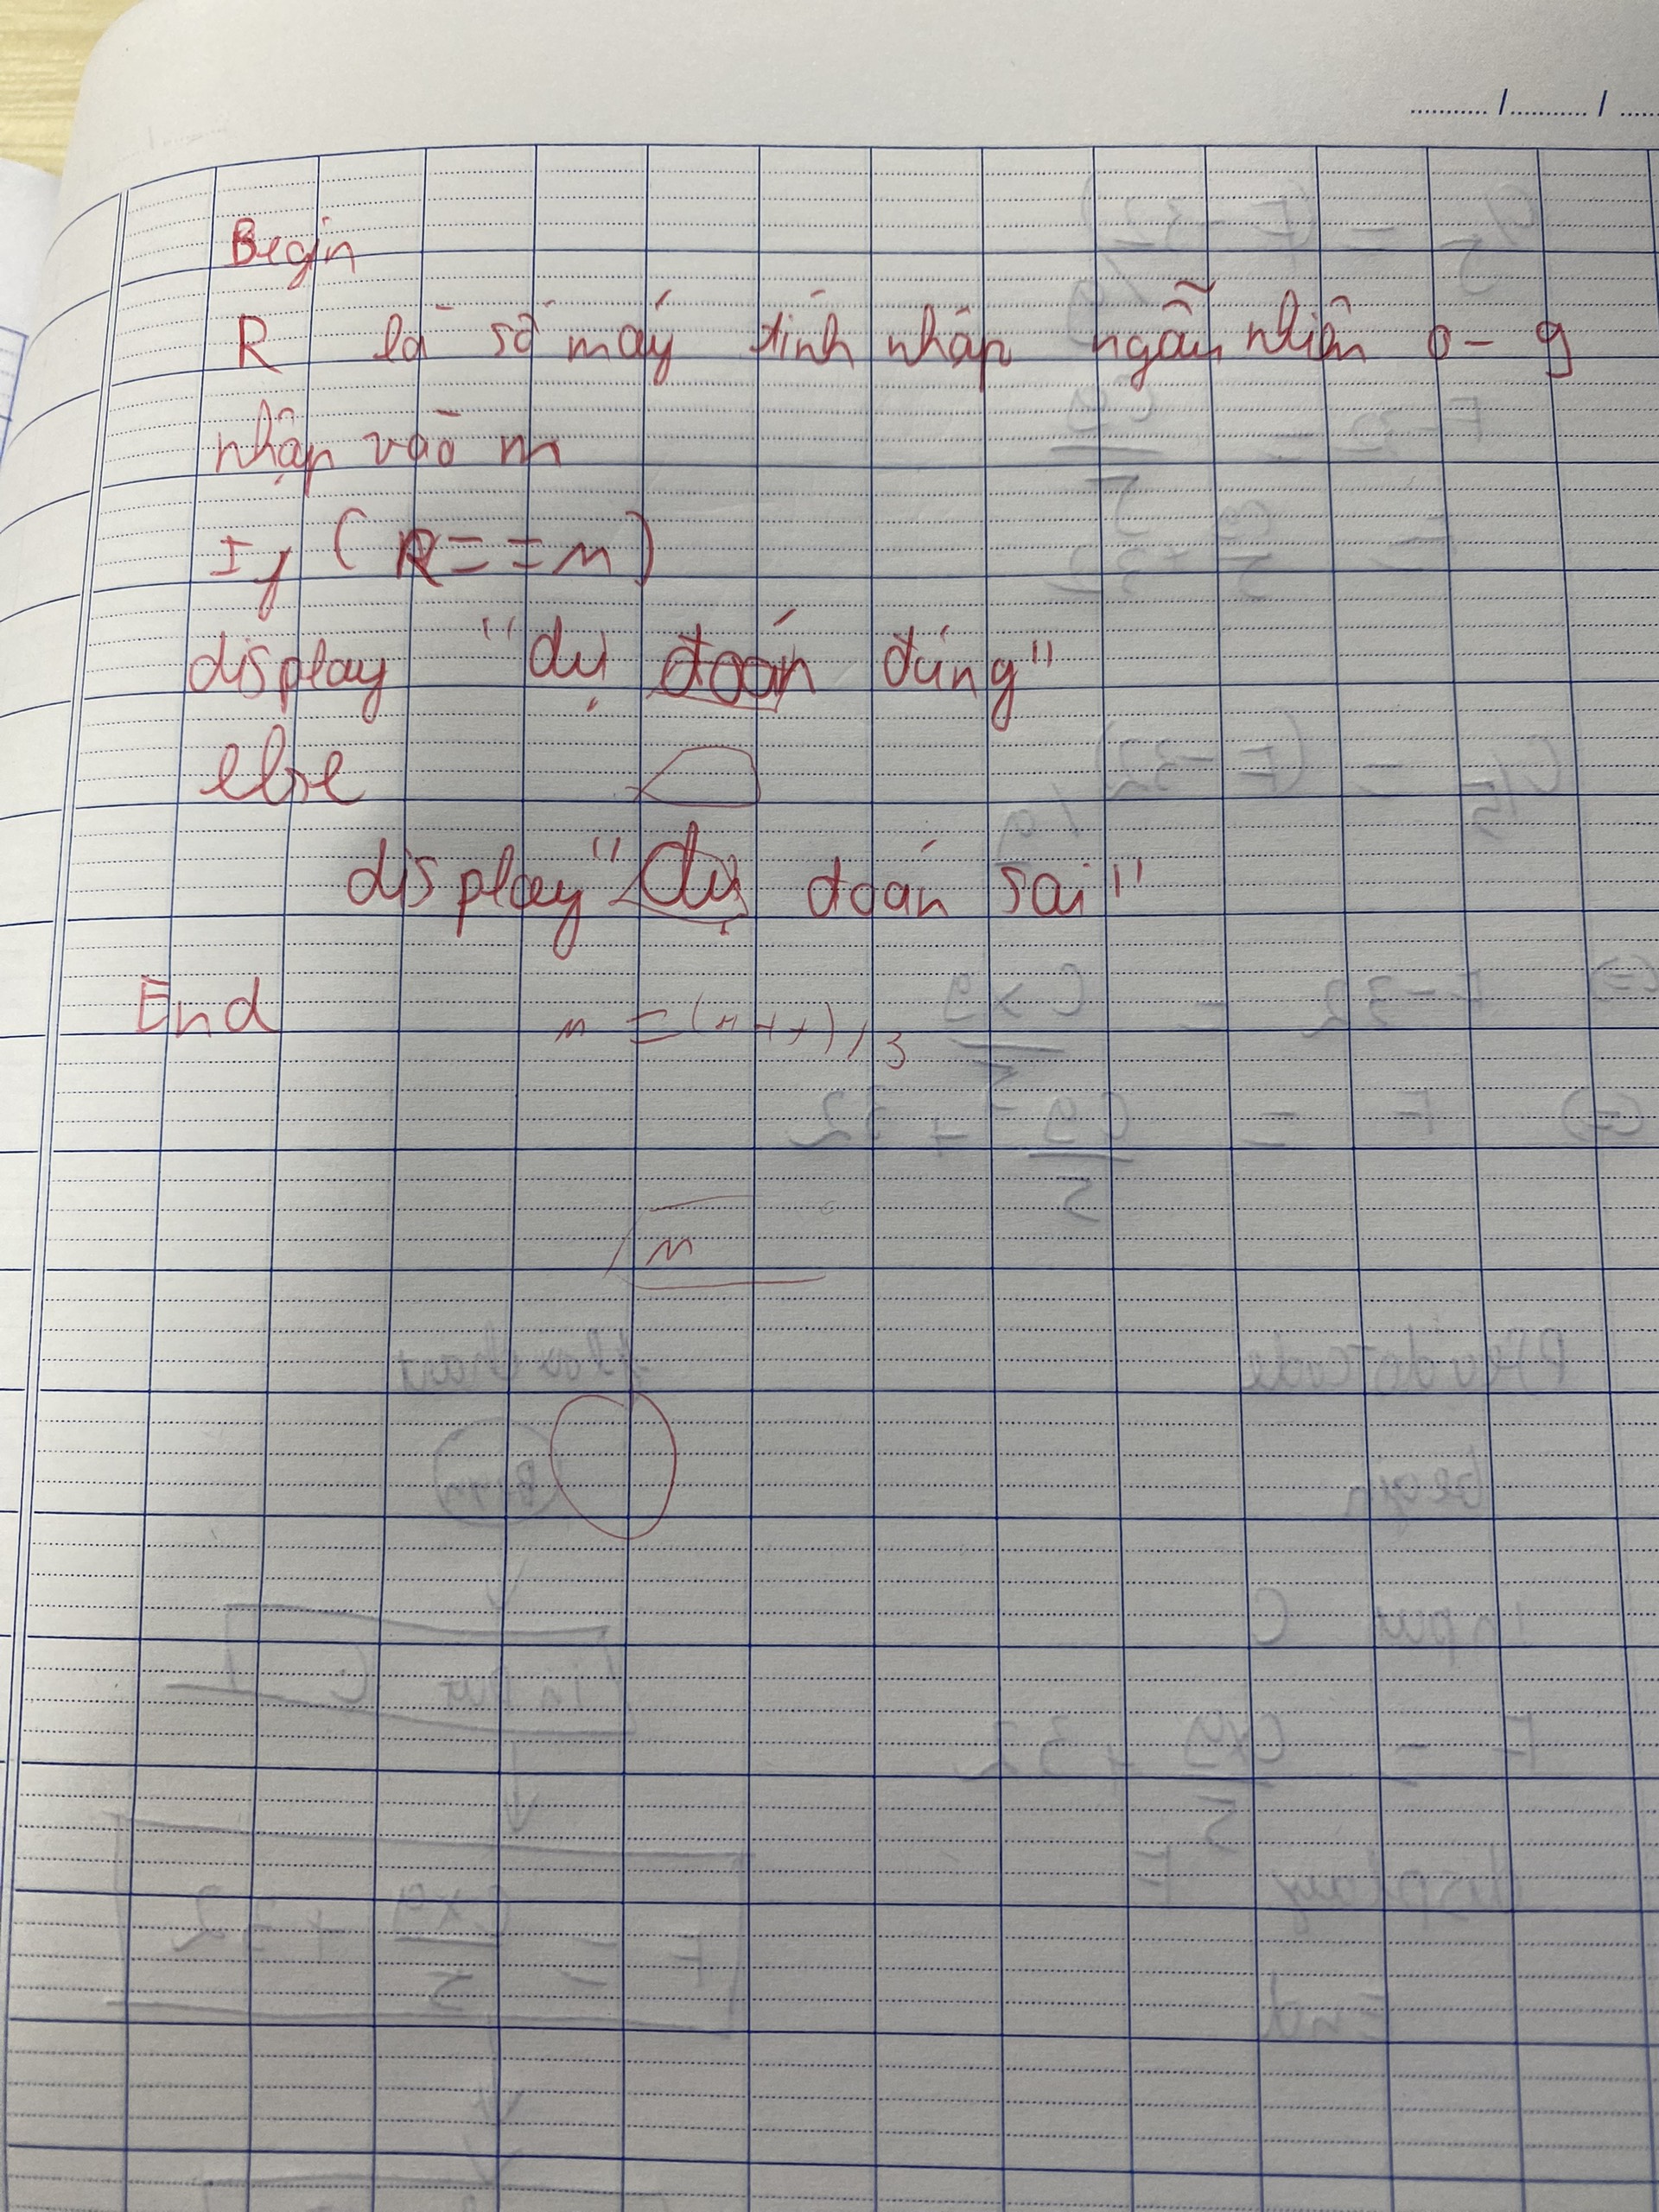 Begin
R là số máy tính nhập ngẫu nhiên 0 - 9
nhập vào m
If ( R = = m )
display "dự đoán đúng"
else
display "dự đoán sai"
End
m